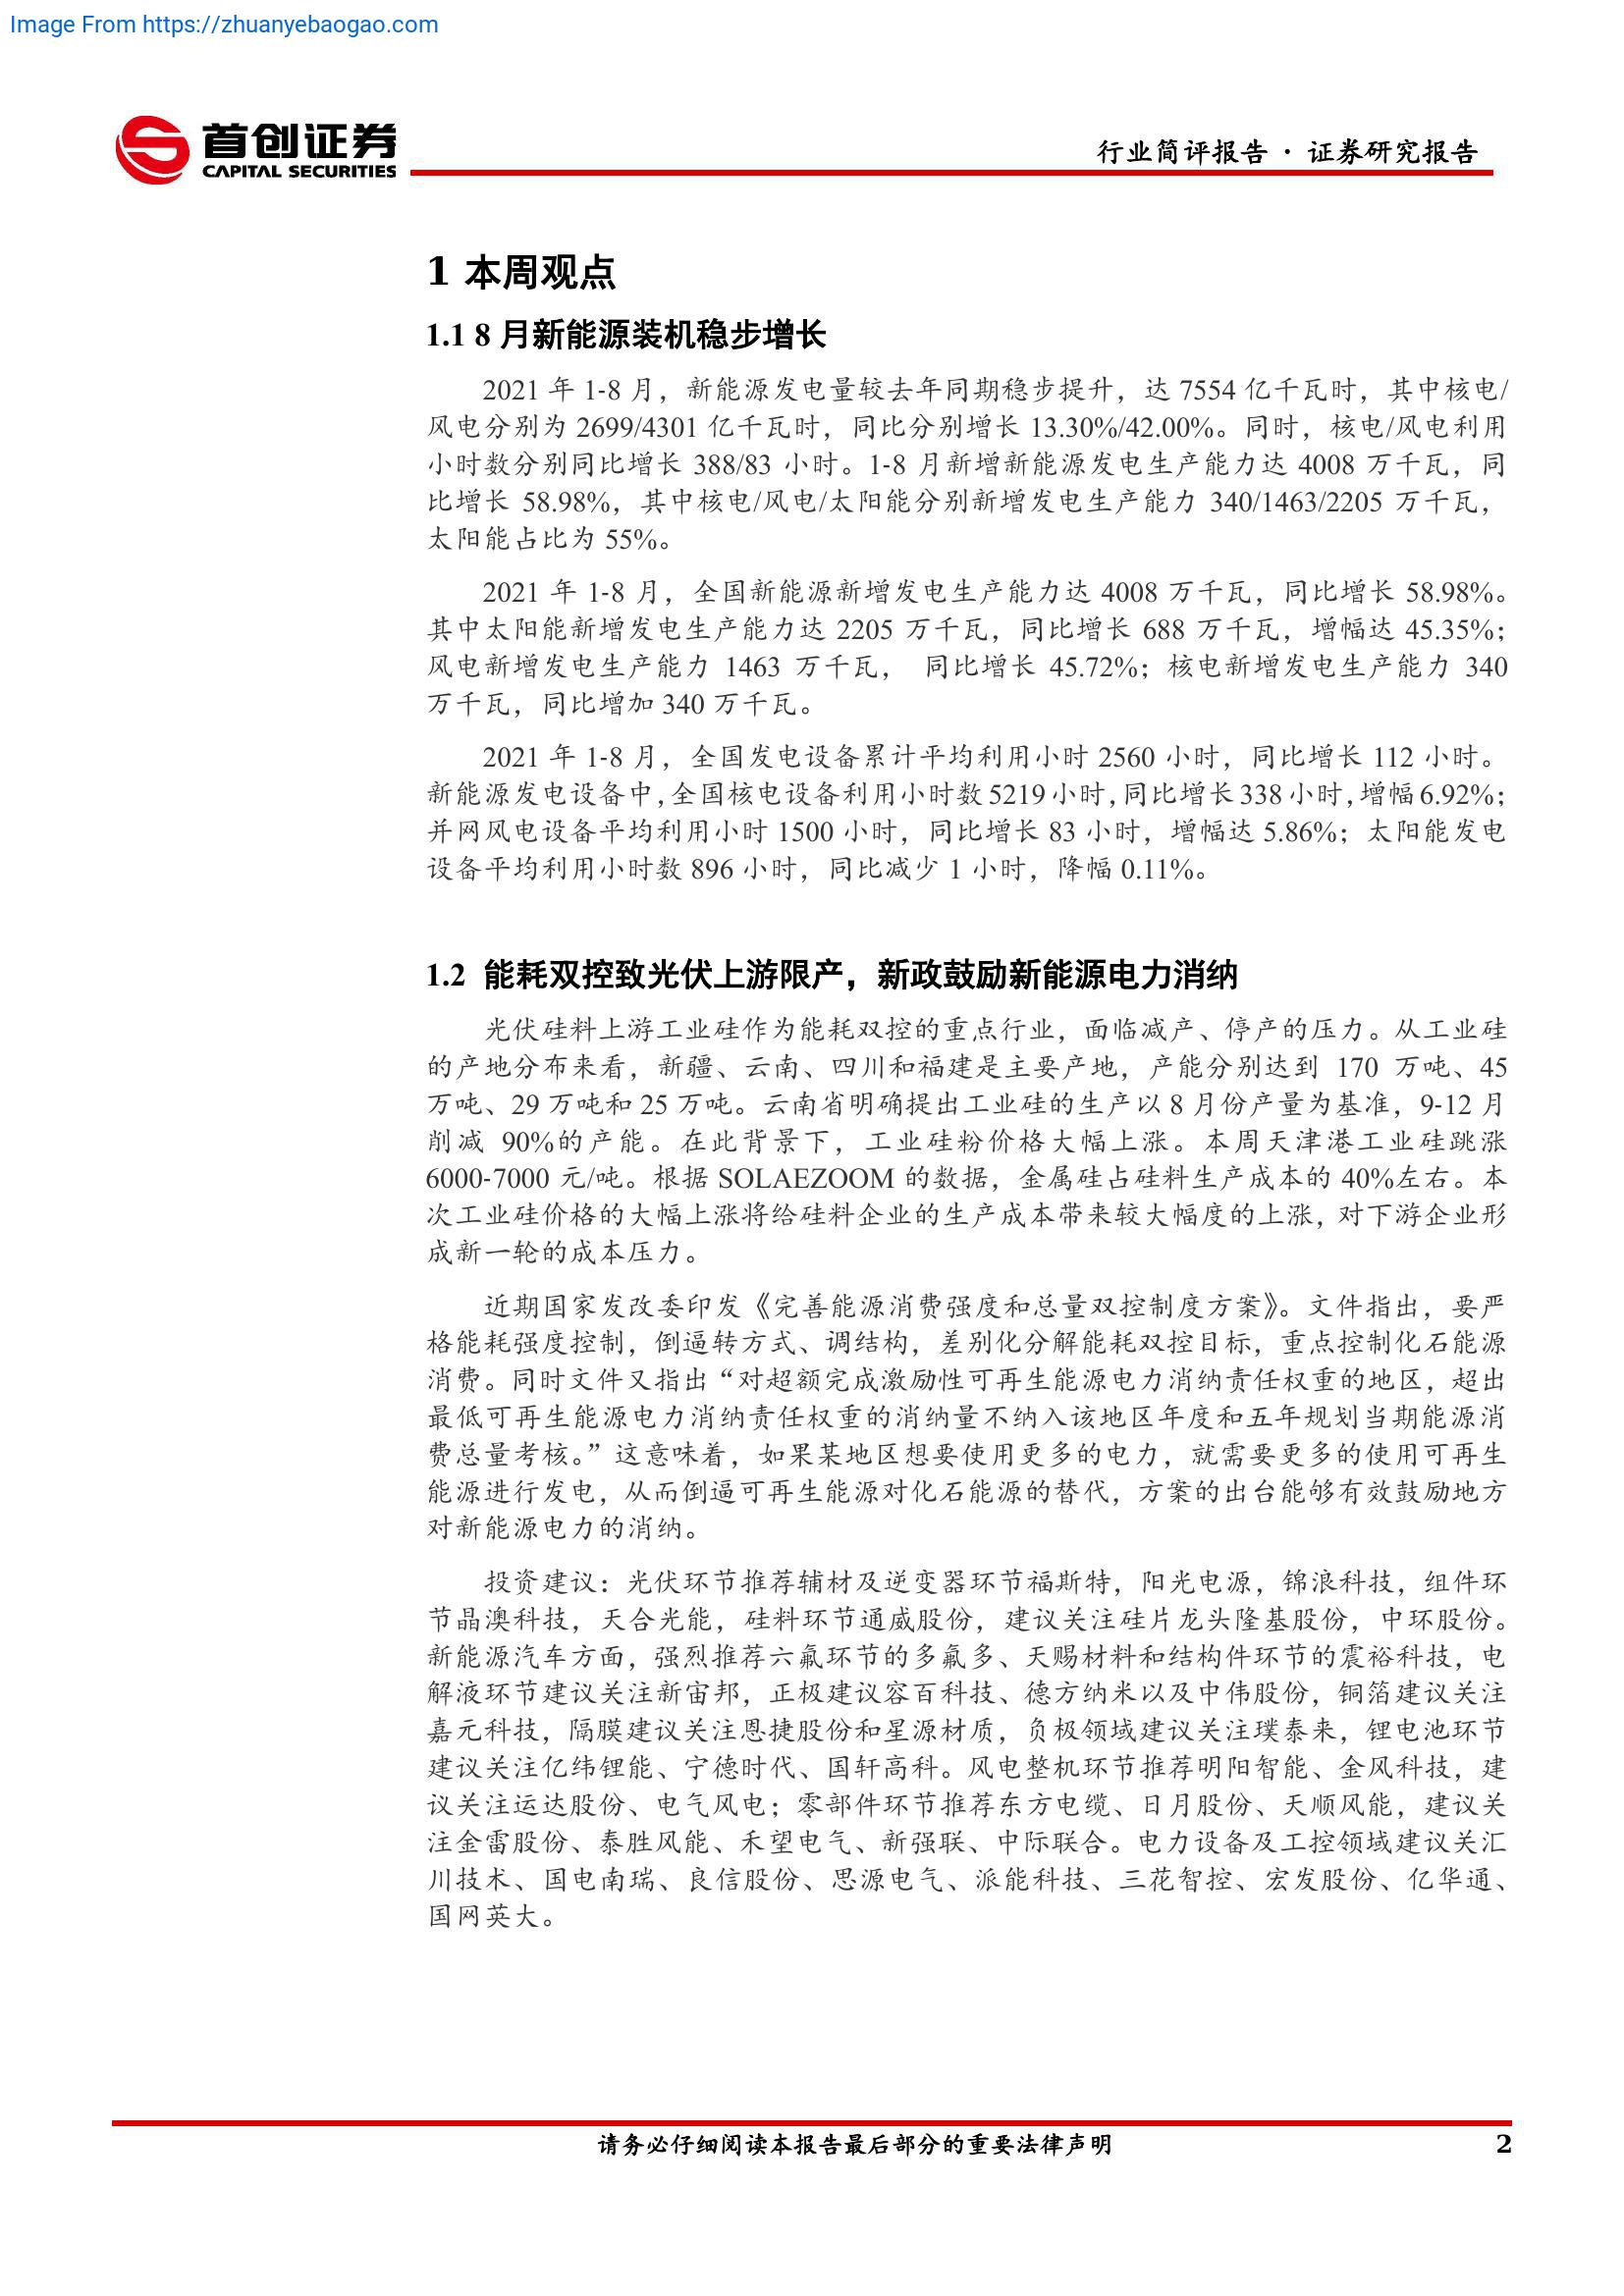 Image From https://zhuanyebaogao.com
首创证券
CAPITAL SECURITIES
行业简评报告·证券研究报告
1 本周观点
1.1 8 月新能源装机稳步增长
2021 年 1-8 月，新能源发电量较去年同期稳步提升，达 7554 亿千瓦时，其中核电/
风电分别为 2699/4301 亿千瓦时，同比分别增长 13.30%/42.00%。同时，核电/风电利用
小时数分别同比增长 388/83 小时。1-8 月新增新能源发电生产能力达 4008 万千瓦，同
比增长 58.98%，其中核电/风电/太阳能分别新增发电生产能力 340/1463/2205 万千瓦，
太阳能占比为 55%。
2021 年 1-8 月，全国新能源新增发电生产能力达 4008 万千瓦，同比增长 58.98%。
其中太阳能新增发电生产能力达 2205 万千瓦，同比增长 688 万千瓦，增幅达 45.35%；
风电新增发电生产能力 1463 万千瓦， 同比增长 45.72%；核电新增发电生产能力 340
万千瓦，同比增加 340 万千瓦。
2021 年 1-8 月，全国发电设备累计平均利用小时 2560 小时，同比增长 112 小时。
新能源发电设备中，全国核电设备利用小时数 5219 小时，同比增长 338 小时，增幅 6.92%；
并网风电设备平均利用小时 1500 小时，同比增长 83 小时，增幅达 5.86%；太阳能发电
设备平均利用小时数 896 小时，同比减少 1 小时，降幅 0.11%。
1.2 能耗双控致光伏上游限产，新政鼓励新能源电力消纳
光伏硅料上游工业硅作为能耗双控的重点行业，面临减产、停产的压力。从工业硅
的产地分布来看，新疆、云南、四川和福建是主要产地，产能分别达到 170 万吨、45
万吨、29 万吨和 25 万吨。云南省明确提出工业硅的生产以 8 月份产量为基准，9-12 月
削减 90%的产能。在此背景下，工业硅粉价格大幅上涨。本周天津港工业硅跳涨
6000-7000 元/吨。根据 SOLAEZOOM 的数据，金属硅占硅料生产成本的 40%左右。本
次工业硅价格的大幅上涨将给硅料企业的生产成本带来较大幅度的上涨，对下游企业形
成新一轮的成本压力。
近期国家发改委印发《完善能源消费强度和总量双控制度方案》。文件指出，要严
格能耗强度控制，倒逼转方式、调结构，差别化分解能耗双控目标，重点控制化石能源
消费。同时文件又指出“对超额完成激励性可再生能源电力消纳责任权重的地区，超出
最低可再生能源电力消纳责任权重的消纳量不纳入该地区年度和五年规划当期能源消
费总量考核。”这意味着，如果某地区想要使用更多的电力，就需要更多的使用可再生
能源进行发电，从而倒逼可再生能源对化石能源的替代，方案的出台能够有效鼓励地方
对新能源电力的消纳。
投资建议：光伏环节推荐辅材及逆变器环节福斯特，阳光电源，锦浪科技，组件环
节晶澳科技，天合光能，硅料环节通威股份，建议关注硅片龙头隆基股份，中环股份。
新能源汽车方面，强烈推荐六氟环节的多氟多、天赐材料和结构件环节的震裕科技，电
解液环节建议关注新宙邦，正极建议容百科技、德方纳米以及中伟股份，铜箔建议关注
嘉元科技，隔膜建议关注恩捷股份和星源材质，负极领域建议关注璞泰来，锂电池环节
建议关注亿纬锂能、宁德时代、国轩高科。风电整机环节推荐明阳智能、金风科技，建
议关注运达股份、电气风电；零部件环节推荐东方电缆、日月股份、天顺风能，建议关
注金雷股份、泰胜风能、禾望电气、新强联、中际联合。电力设备及工控领域建议关汇
川技术、国电南瑞、良信股份、思源电气、派能科技、三花智控、宏发股份、亿华通、
国网英大。
请务必仔细阅读本报告最后部分的重要法律声明
2